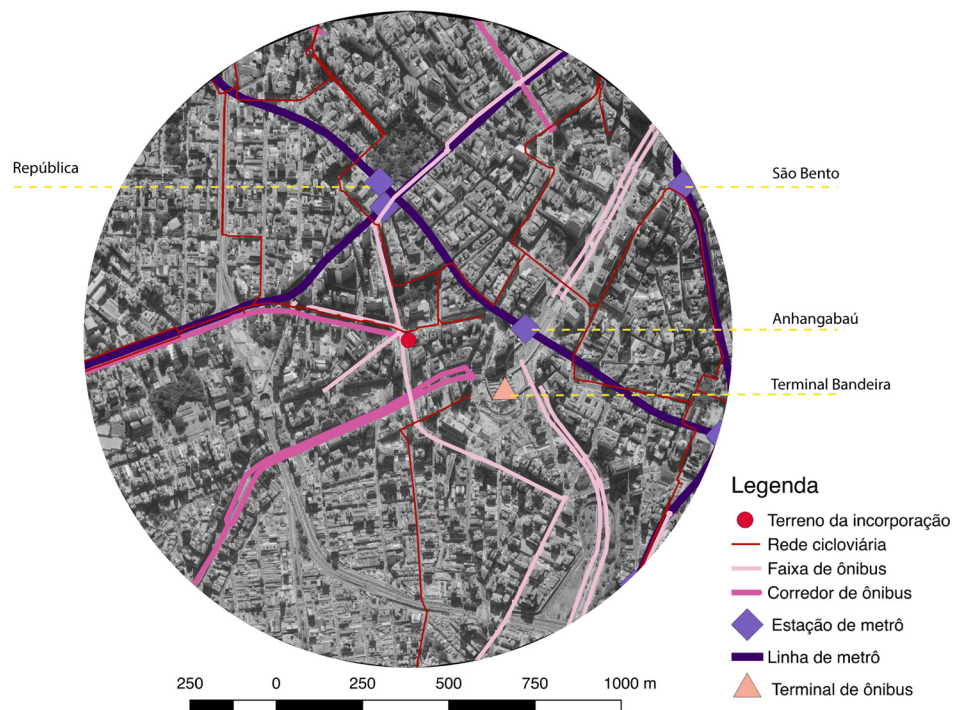 República
São Bento
Anhangabaú
Terminal Bandeira
Legenda
Terreno da incorporação
Rede cicloviária
Faixa de ônibus
Corredor de ônibus
Estação de metrô
Linha de metrô
Terminal de ônibus
250 0 250 500 750 1000 m